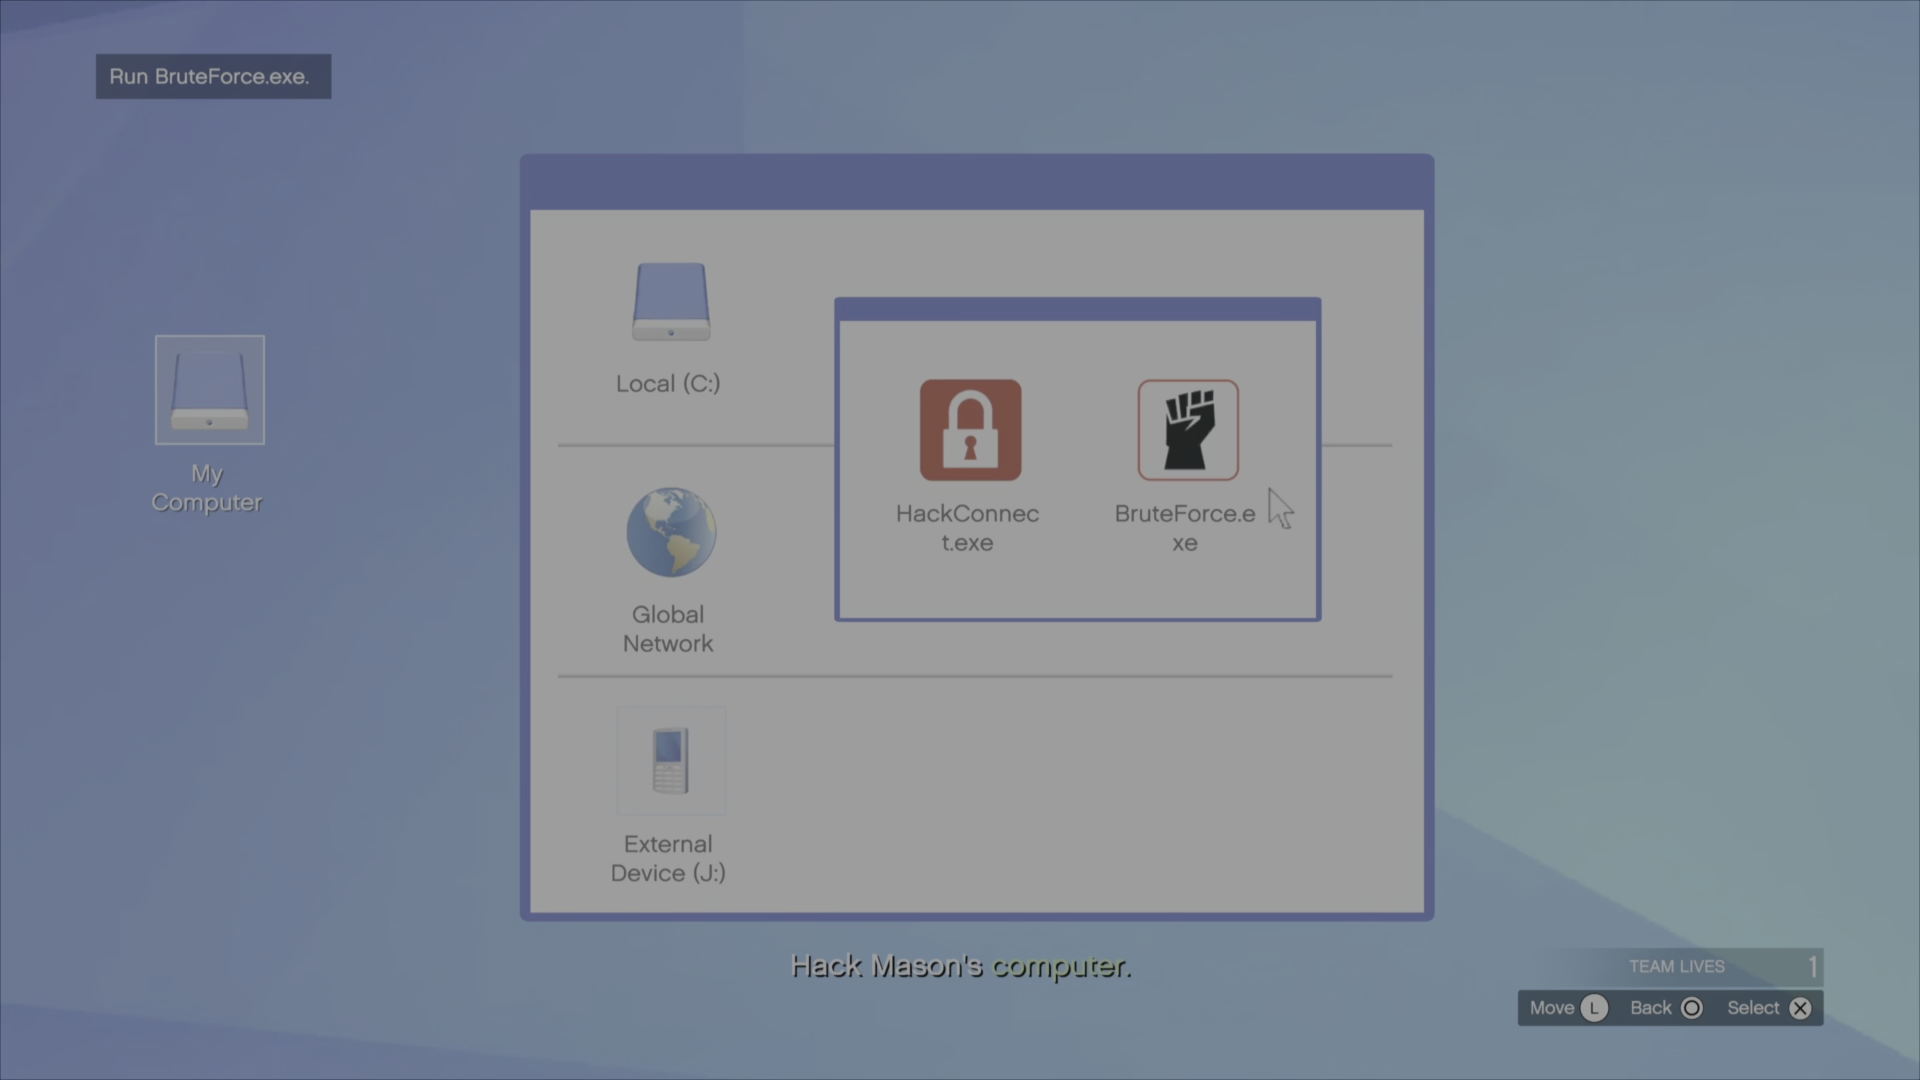 Run BruteForce.exe.
Local (C:)
My
Computer
HackConnec
t.exe
BruteForce.e
xe
Global
Network
External
Device (J:)
Hack Mason's computer.
TEAM LIVES 1
Move L Back Select